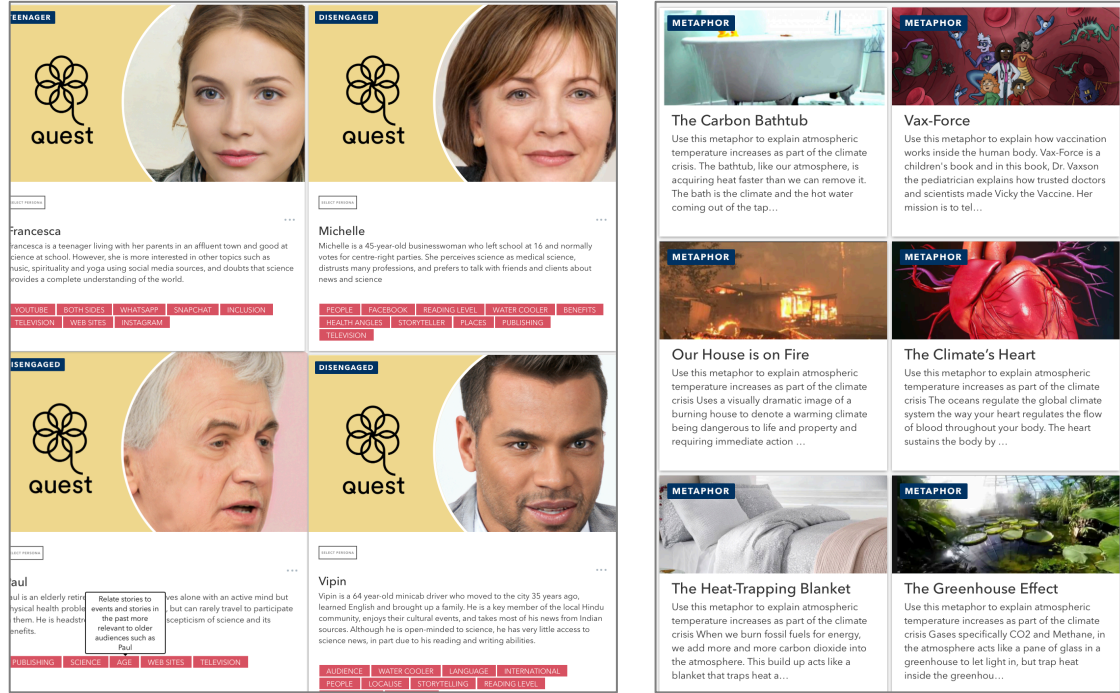 TEENAGER
quest
SELECT PERSONA
Francesca
Francesca is a teenager living with her parents in an affluent town and good at
science at school. However, she is more interested in other topics such as
music, spirituality and yoga using social media sources, and doubts that science
provides a complete understanding of the world.
YOUTUBE BOTH SIDES WHATSAPP SNAPCHAT INCLUSION
TELEVISION WEB SITES INSTAGRAM
DISENGAGED
quest
SELECT PERSONA
Michelle
Michelle is a 45-year-old businesswoman who left school at 16 and normally
votes for centre-right parties. She perceives science as medical science,
distrusts many professions, and prefers to talk with friends and clients about
news and science
PEOPLE FACEBOOK READING LEVEL WATER COOLER BENEFITS
HEALTH ANGLES STORYTELLER PLACES PUBLISHING
TELEVISION
DISENGAGED
quest
SELECT PERSONA
Paul
Paul is an elderly retire ves alone with an active mind but
physical health proble , but can rarely travel to participate
them. He is headstr scepticism of science and its
benefits.
Relate stories to
events and stories in
the past more
relevant to older
audiences such as
Paul
PUBLISHING SCIENCE AGE WEB SITES TELEVISION
DISENGAGED
quest
SELECT PERSONA
Vipin
Vipin is a 64 year-old minicab driver who moved to the city 35 years ago,
learned English and brought up a family. He is a key member of the local Hindu
community, enjoys their cultural events, and takes most of his news from Indian
sources. Although he is open-minded to science, he has very little access to
science news, in part due to his reading and writing abilities.
AUDIENCE WATER COOLER LANGUAGE INTERNATIONAL
PEOPLE LOCALISE STORYTELLING READING LEVEL
METAPHOR
The Carbon Bathtub
Use this metaphor to explain atmospheric
temperature increases as part of the climate
crisis. The bathtub, like our atmosphere, is
acquiring heat faster than we can remove it.
The bath is the climate and the hot water
coming out of the tap…
METAPHOR
Vax-Force
Use this metaphor to explain how vaccination
works inside the human body. Vax-Force is a
children's book and in this book, Dr. Vaxson
the pediatrician explains how trusted doctors
and scientists made Vicky the Vaccine. Her
mission is to tel…
METAPHOR
Our House is on Fire
Use this metaphor to explain atmospheric
temperature increases as part of the climate
crisis Uses a visually dramatic image of a
burning house to denote a warming climate
being dangerous to life and property and
requiring immediate action …
METAPHOR
The Climate's Heart
Use this metaphor to explain atmospheric
temperature increases as part of the climate
crisis The oceans regulate the global climate
system the way your heart regulates the flow
of blood throughout your body. The heart
sustains the body by …
METAPHOR
The Heat-Trapping Blanket
Use this metaphor to explain atmospheric
temperature increases as part of the climate
crisis When we burn fossil fuels for energy,
we add more and more carbon dioxide into
the atmosphere. This build up acts like a
blanket that traps heat a…
METAPHOR
The Greenhouse Effect
Use this metaphor to explain atmospheric
temperature increases as part of the climate
crisis Gases specifically CO2 and Methane, in
the atmosphere acts like a pane of glass in a
greenhouse to let light in, but trap heat
inside the greenhou…